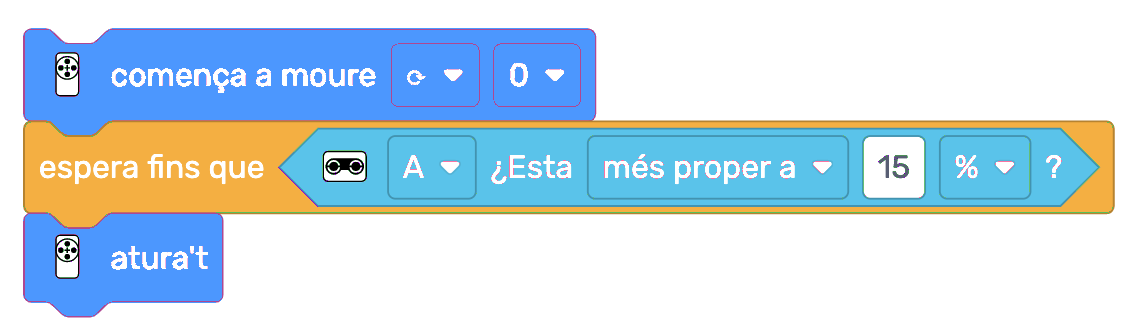 comença a moure ⟳ 0
espera fins que A ¿Esta més proper a 15 % ?
atura't